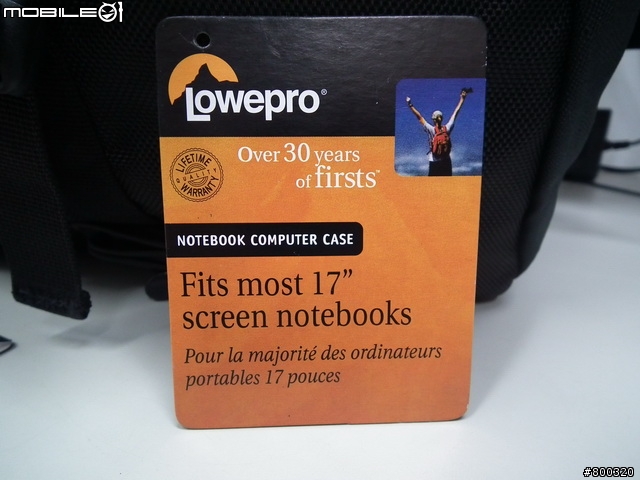 MOBILE01
Lowepro®
LIFETIME
QUALITY
WARRANTY
Over 30 years
of firsts™
NOTEBOOK COMPUTER CASE
Fits most 17”
screen notebooks
Pour la majorité des ordinateurs
portables 17 pouces
#800320